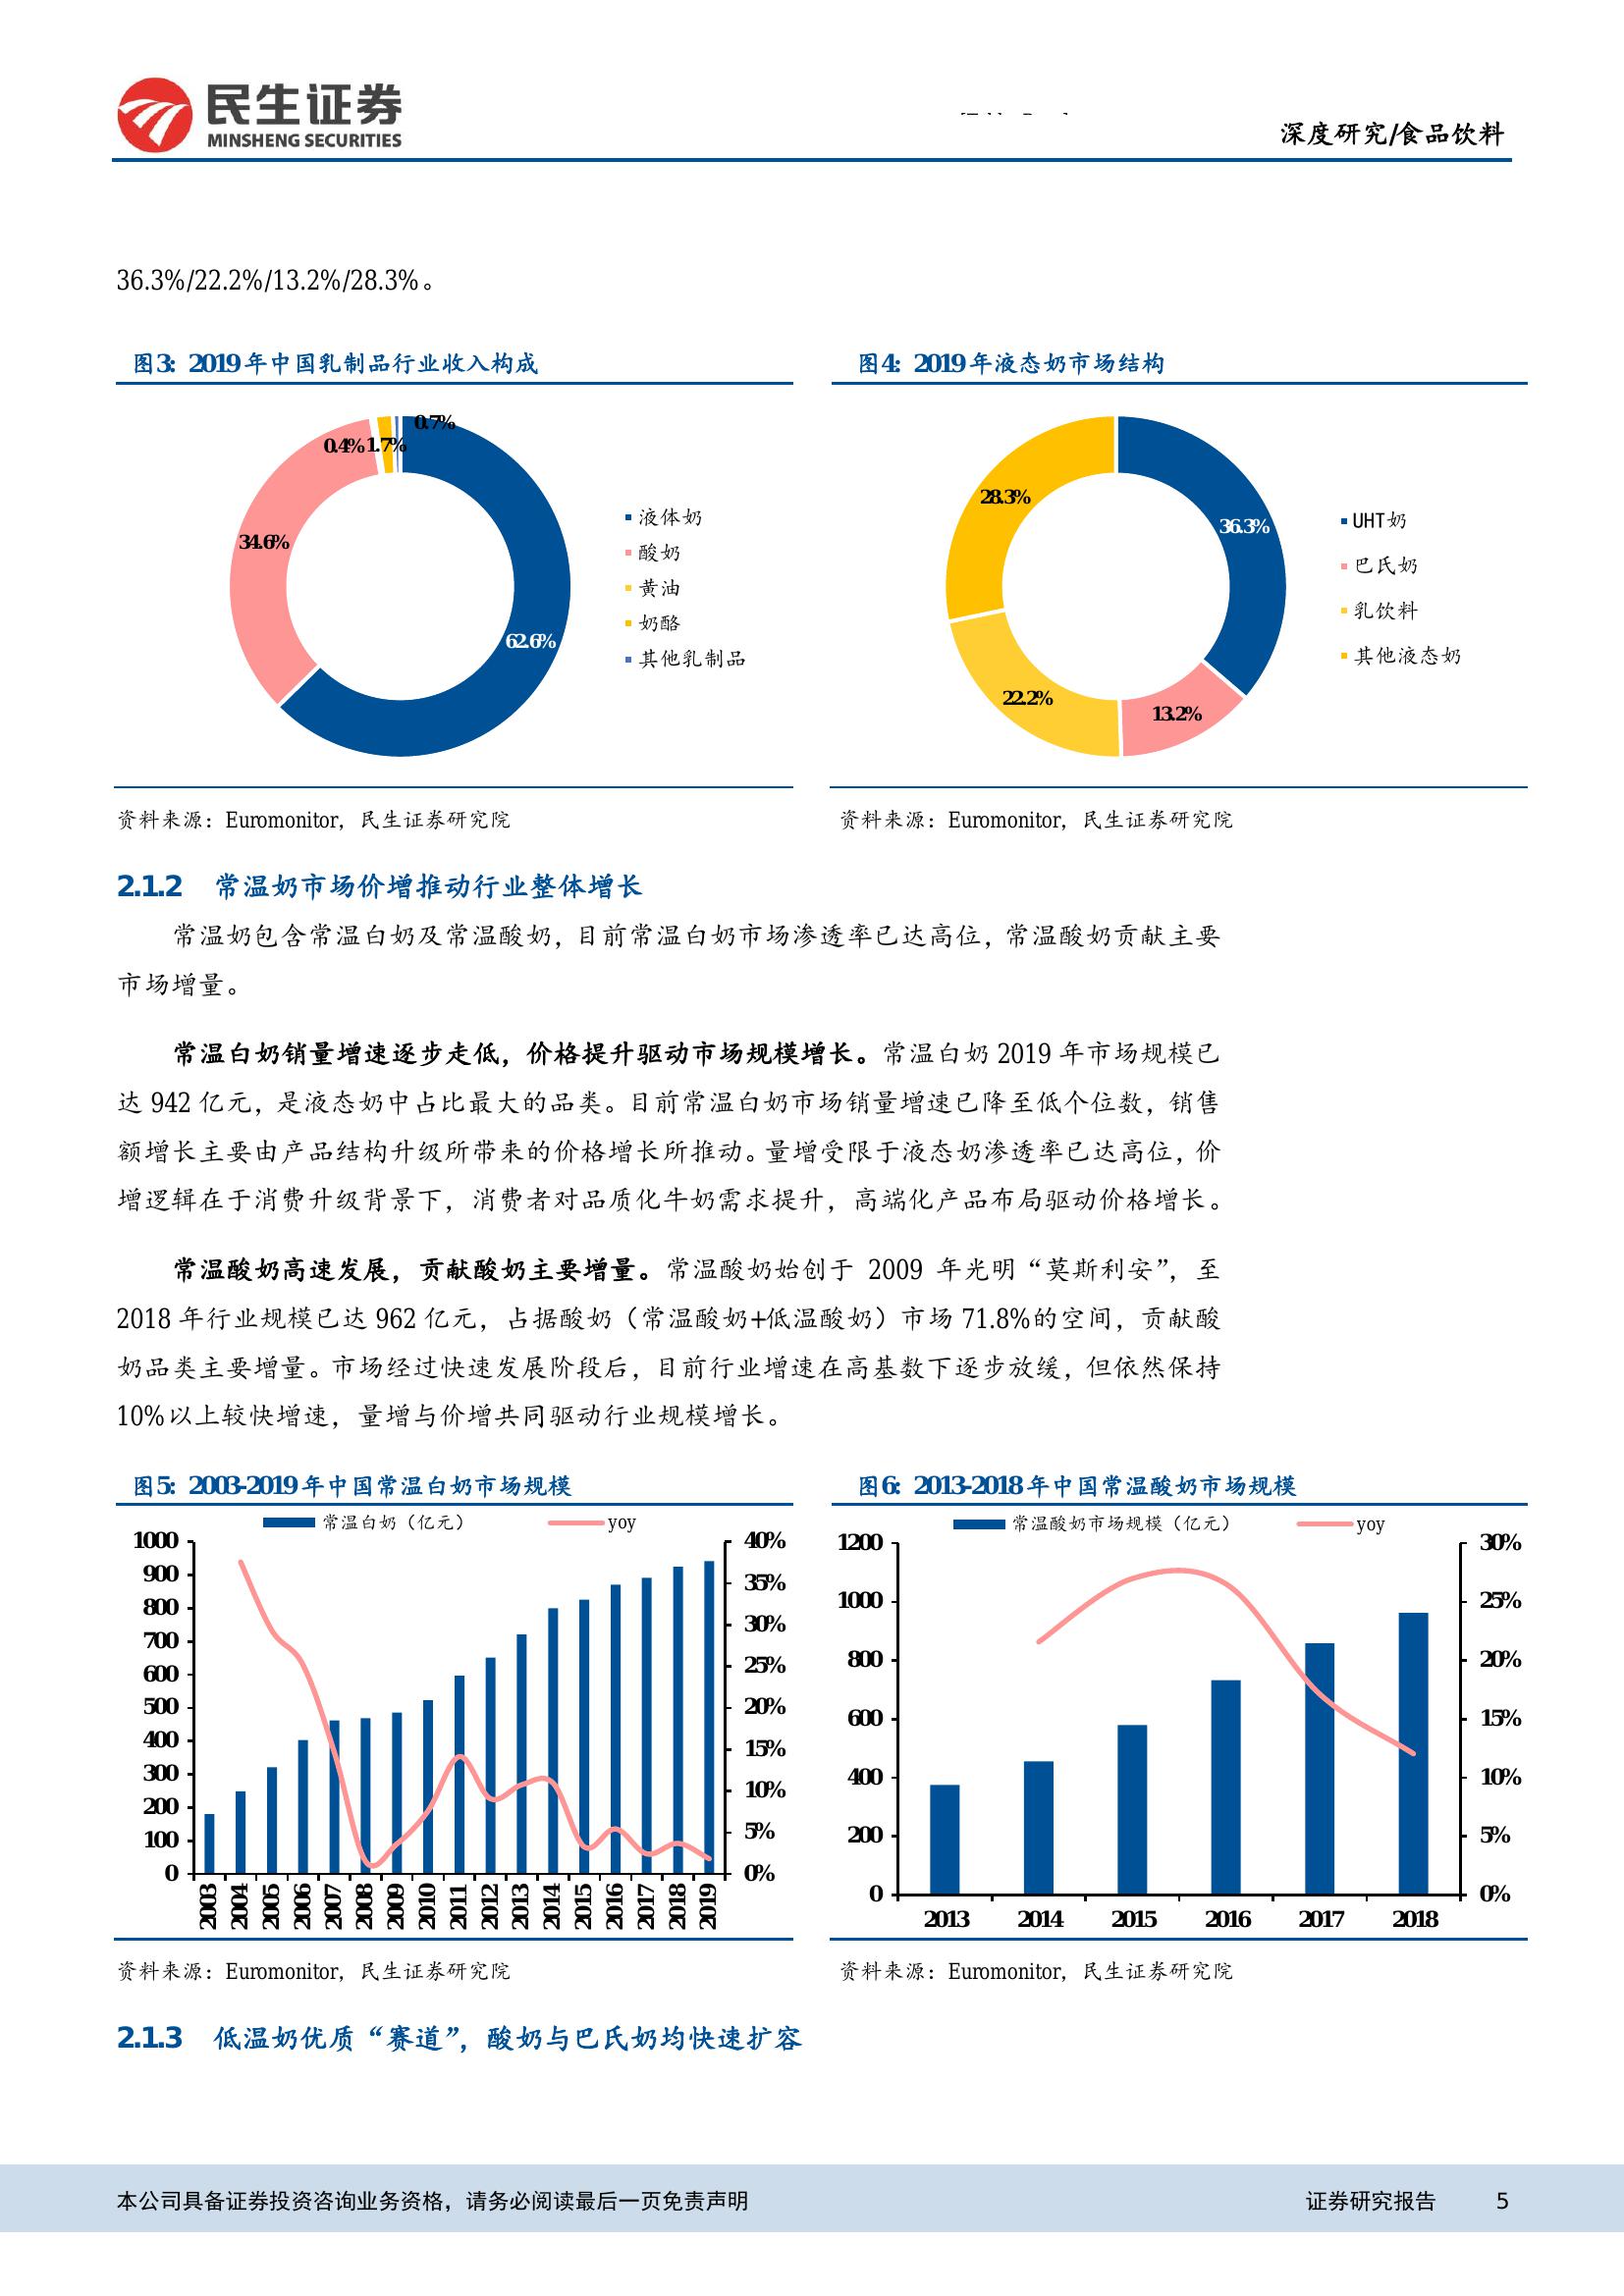 民生证券
MINSHENG SECURITIES
深度研究/食品饮料
36.3%/22.2%/13.2%/28.3%。
图3：2019年中国乳制品行业收入构成
0.7%
0.4%
1.7%
34.6%
62.6%
液体奶
酸奶
黄油
奶酪
其他乳制品
资料来源：Euromonitor，民生证券研究院
图4：2019年液态奶市场结构
28.3%
36.3%
22.2%
13.2%
UHT奶
巴氏奶
乳饮料
其他液态奶
资料来源：Euromonitor，民生证券研究院
2.1.2 常温奶市场价增推动行业整体增长
常温奶包含常温白奶及常温酸奶，目前常温白奶市场渗透率已达高位，常温酸奶贡献主要
市场增量。
常温白奶销量增速逐步走低，价格提升驱动市场规模增长。常温白奶 2019 年市场规模已
达 942 亿元，是液态奶中占比最大的品类。目前常温白奶市场销量增速已降至低个位数，销售
额增长主要由产品结构升级所带来的价格增长所推动。量增受限于液态奶渗透率已达高位，价
增逻辑在于消费升级背景下，消费者对品质化牛奶需求提升，高端化产品布局驱动价格增长。
常温酸奶高速发展，贡献酸奶主要增量。常温酸奶始创于 2009 年光明“莫斯利安”，至
2018 年行业规模已达 962 亿元，占据酸奶（常温酸奶+低温酸奶）市场 71.8%的空间，贡献酸
奶品类主要增量。市场经过快速发展阶段后，目前行业增速在高基数下逐步放缓，但依然保持
10%以上较快增速，量增与价增共同驱动行业规模增长。
图5：2003-2019年中国常温白奶市场规模
常温白奶（亿元） yoy
1000
900
800
700
600
500
400
300
200
100
0
40%
35%
30%
25%
20%
15%
10%
5%
0%
2003 2004 2005 2006 2007 2008 2009 2010 2011 2012 2013 2014 2015 2016 2017 2018 2019
资料来源：Euromonitor，民生证券研究院
图6：2013-2018年中国常温酸奶市场规模
常温酸奶市场规模（亿元） yoy
1200
1000
800
600
400
200
0
30%
25%
20%
15%
10%
5%
0%
2013 2014 2015 2016 2017 2018
资料来源：Euromonitor，民生证券研究院
2.1.3 低温奶优质“赛道”，酸奶与巴氏奶均快速扩容
本公司具备证券投资咨询业务资格，请务必阅读最后一页免责声明 证券研究报告 5